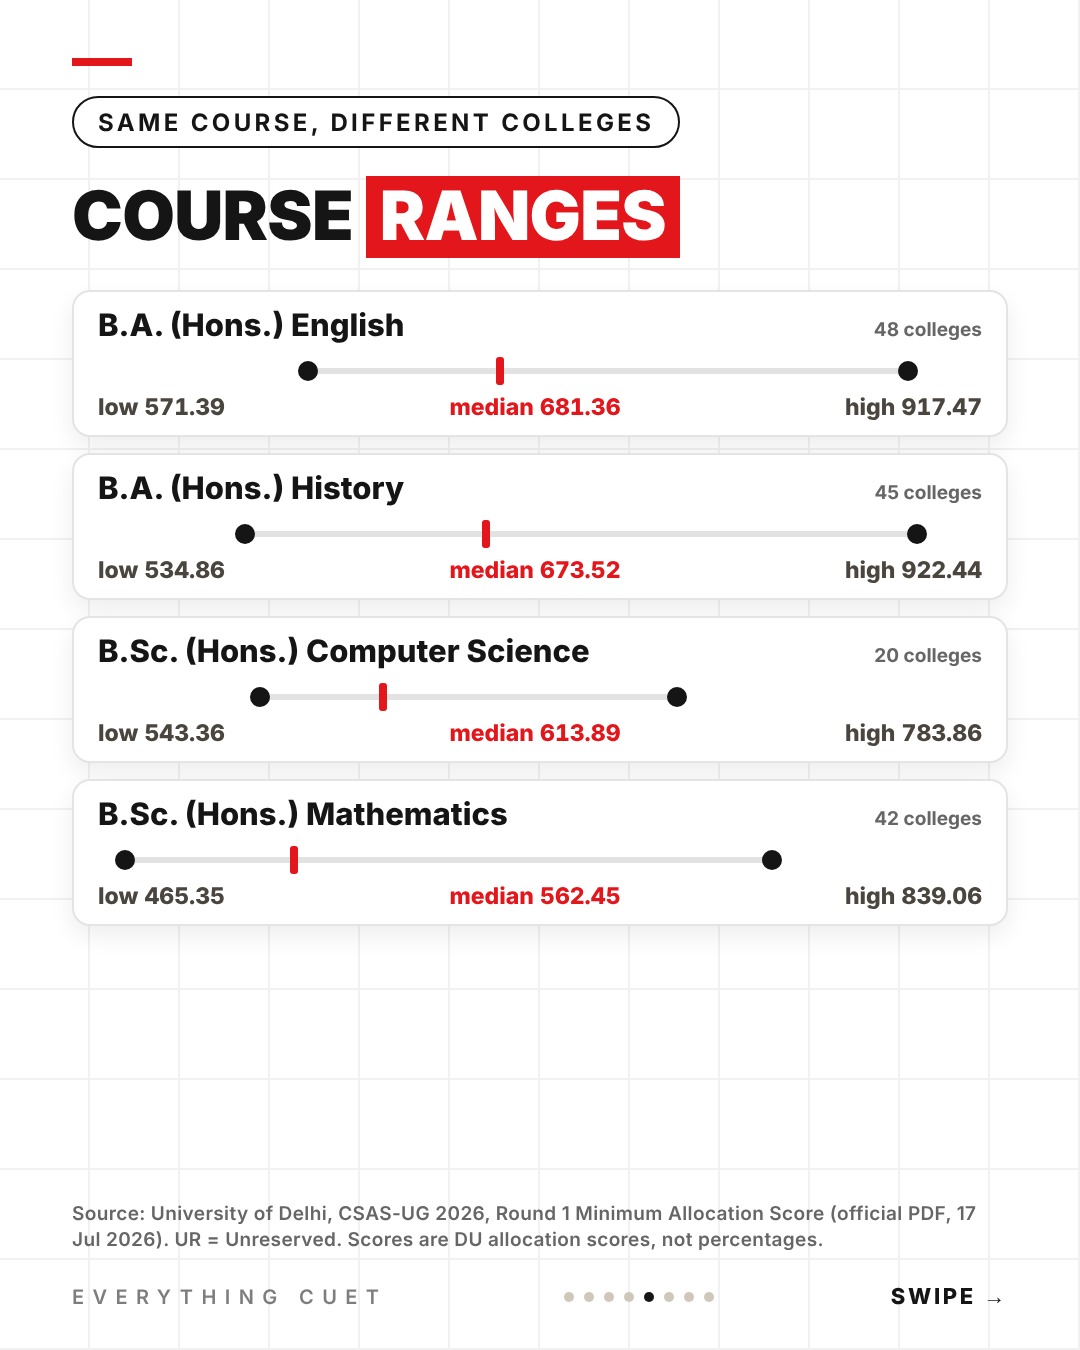 SAME COURSE, DIFFERENT COLLEGES
COURSE RANGES
B.A. (Hons.) English 48 colleges
low 571.39 median 681.36 high 917.47
B.A. (Hons.) History 45 colleges
low 534.86 median 673.52 high 922.44
B.Sc. (Hons.) Computer Science 20 colleges
low 543.36 median 613.89 high 783.86
B.Sc. (Hons.) Mathematics 42 colleges
low 465.35 median 562.45 high 839.06
Source: University of Delhi, CSAS-UG 2026, Round 1 Minimum Allocation Score (official PDF, 17
Jul 2026). UR = Unreserved. Scores are DU allocation scores, not percentages.
EVERYTHING CUET SWIPE →